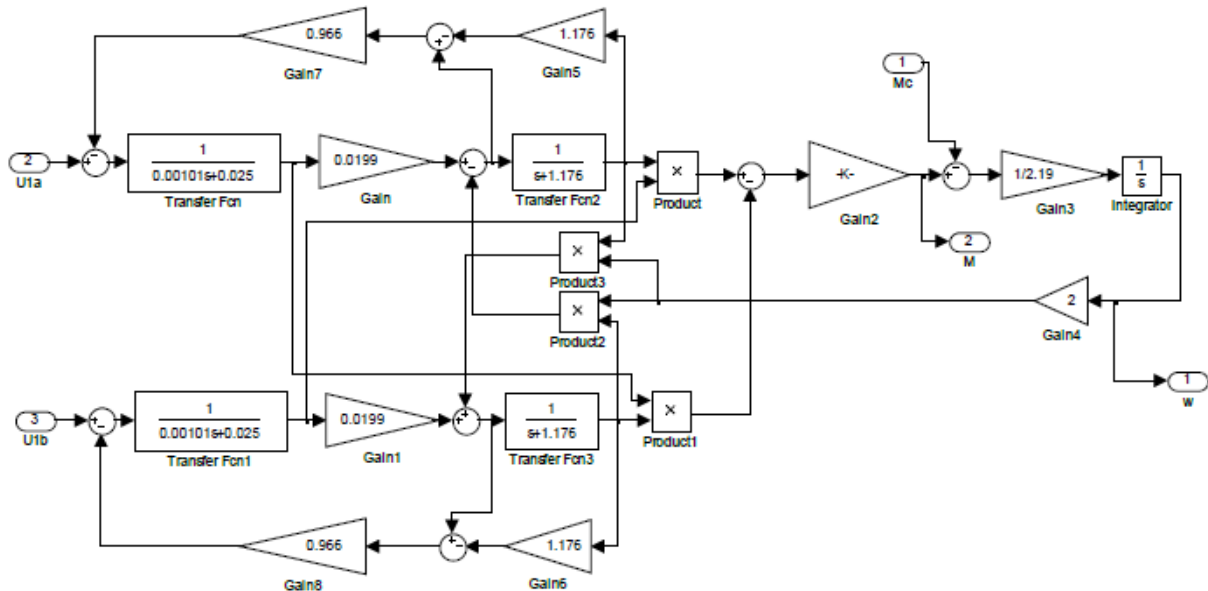 0.966
Gain7
+
−
1.176
Gain5
1
Mc
2
U1a
−
+
1
0.00101s+0.025
Transfer Fcn
0.0199
Gain
+
−
1
s+1.176
Transfer Fcn2
×
Product
+
−
-K-
Gain2
−
+
1/2.19
Gain3
1
s
Integrator
2
M
×
Product3
×
Product2
2
Gain4
1
w
3
U1b
+
−
1
0.00101s+0.025
Transfer Fcn1
0.0199
Gain1
+
+
1
s+1.176
Transfer Fcn3
×
Product1
0.966
Gain8
+
−
1.176
Gain6